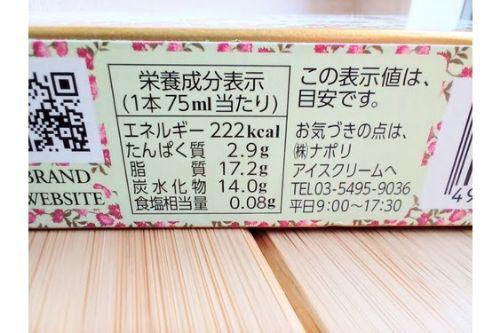 栄養成分表示
(1本 75ml当たり)
エネルギー 222kcal
たんぱく質 2.9g
脂質 17.2g
炭水化物 14.0g
食塩相当量 0.08g
この表示値は、
目安です。
お気づきの点は、
㈱ナポリ
アイスクリームへ
TEL03-5495-9036
平日9:00〜17:30
BRAND
WEBSITE
49